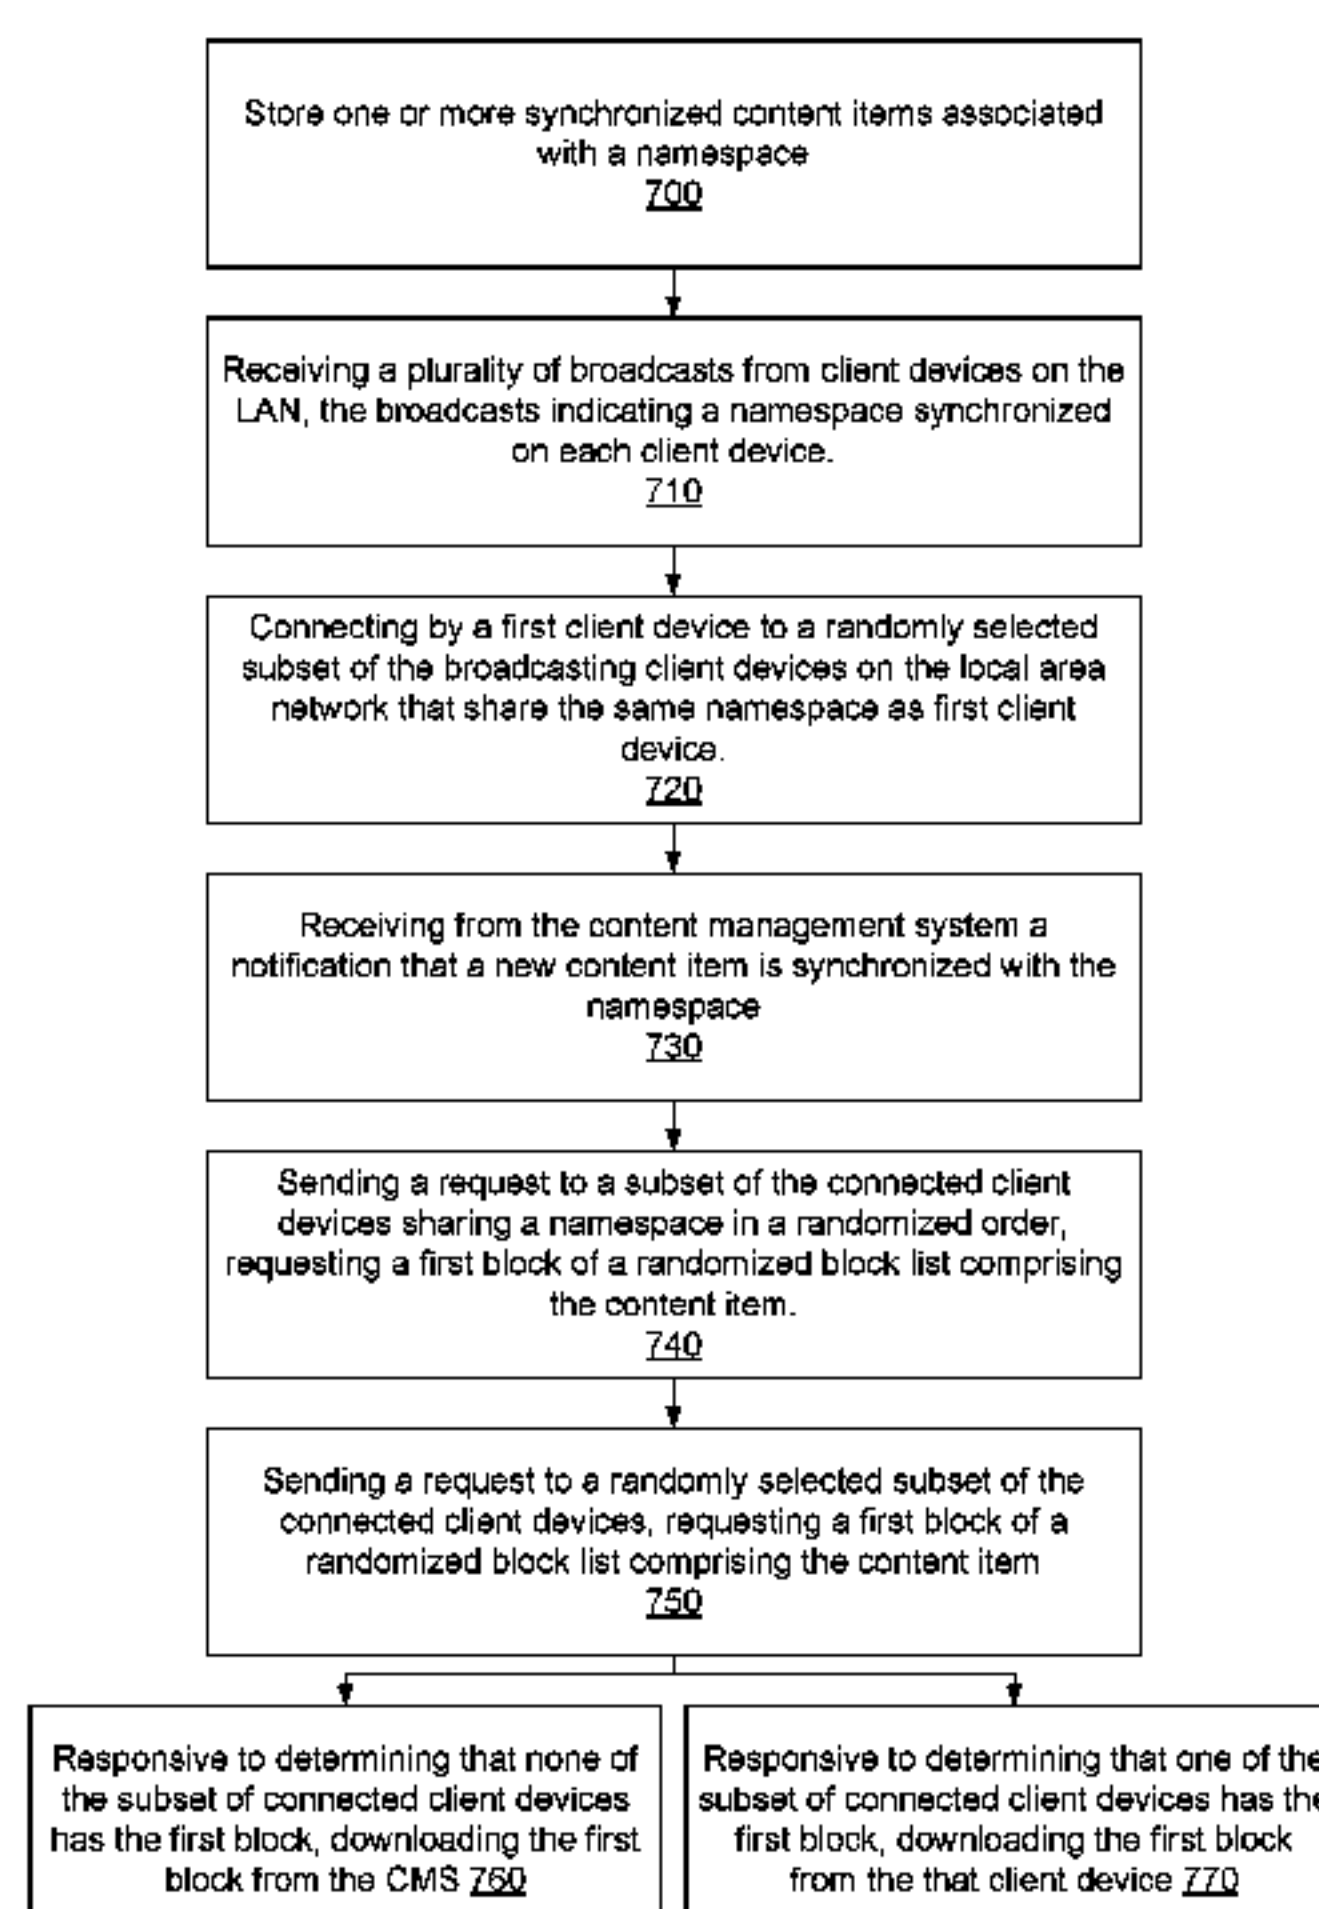 Store one or more synchronized content items associated
with a namespace
700
Receiving a plurality of broadcasts from client devices on the
LAN, the broadcasts indicating a namespace synchronized
on each client device.
710
Connecting by a first client device to a randomly selected
subset of the broadcasting client devices on the local area
network that share the same namespace as first client
device.
720
Receiving from the content management system a
notification that a new content item is synchronized with the
namespace
730
Sending a request to a subset of the connected client
devices sharing a namespace in a randomized order,
requesting a first block of a randomized block list comprising
the content item.
740
Sending a request to a randomly selected subset of the
connected client devices, requesting a first block of a
randomized block list comprising the content item
750
Responsive to determining that none of
the subset of connected client devices
has the first block, downloading the first
block from the CMS 760
Responsive to determining that one of the
subset of connected client devices has the
first block, downloading the first block
from the that client device 770